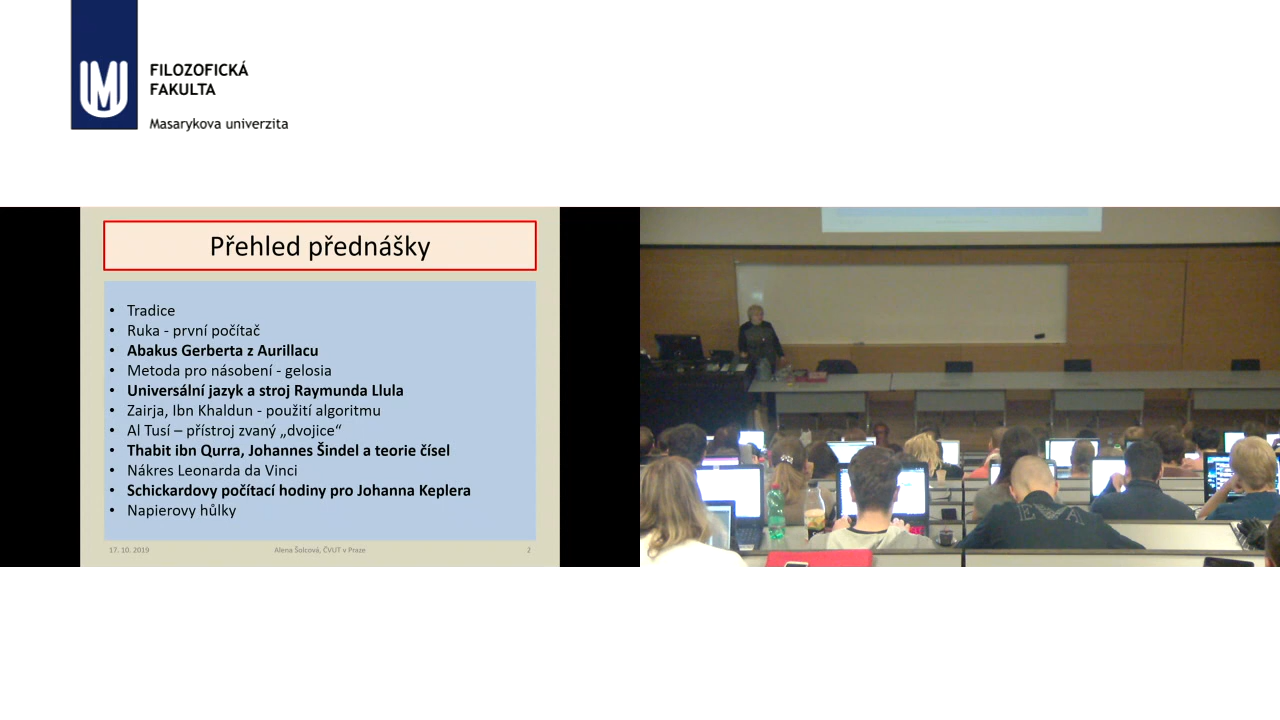 FILOZOFICKÁ
FAKULTA
Masarykova univerzita
Přehled přednášky
• Tradice
• Ruka - první počítač
• Abakus Gerberta z Aurillacu
• Metoda pro násobení - gelosia
• Universální jazyk a stroj Raymunda Llula
• Zairja, Ibn Khaldun - použití algoritmu
• Al Tusí – přístroj zvaný „dvojice“
• Thabit ibn Qurra, Johannes Šindel a teorie čísel
• Nákres Leonarda da Vinci
• Schickardovy počítací hodiny pro Johanna Keplera
• Napierovy hůlky
17. 10. 2019 Alena Šolcová, ČVUT v Praze 2
EVA